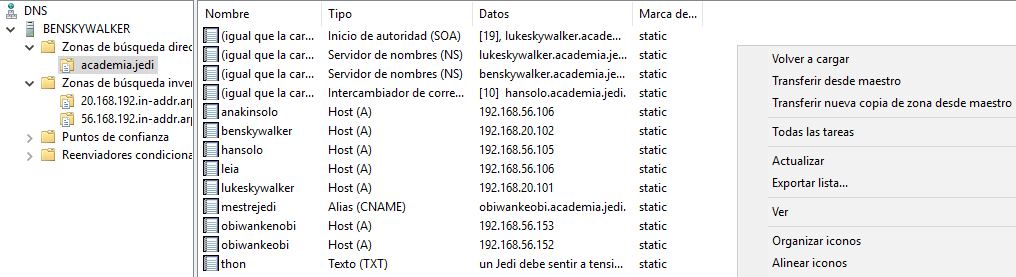 DNS
BENSKYWALKER
Zonas de búsqueda direc
academia.jedi
Zonas de búsqueda inver
20.168.192.in-addr.arp
56.168.192.in-addr.arp
Puntos de confianza
Reenviadores condiciona
Nombre Tipo Datos Marca de...
(igual que la car... Inicio de autoridad (SOA) [19], lukeskywalker.acade... static
(igual que la car... Servidor de nombres (NS) lukeskywalker.academia.je... static
(igual que la car... Servidor de nombres (NS) benskywalker.academia.je... static
(igual que la car... Intercambiador de corre... [10] hansolo.academia.jedi. static
anakinsolo Host (A) 192.168.56.106 static
benskywalker Host (A) 192.168.20.102 static
hansolo Host (A) 192.168.56.105 static
leia Host (A) 192.168.56.106 static
lukeskywalker Host (A) 192.168.20.101 static
mestrejedi Alias (CNAME) obiwankeobi.academia.jedi. static
obiwankenobi Host (A) 192.168.56.153 static
obiwankeobi Host (A) 192.168.56.152 static
thon Texto (TXT) un Jedi debe sentir a tensi... static
Volver a cargar
Transferir desde maestro
Transferir nueva copia de zona desde maestro
Todas las tareas
Actualizar
Exportar lista...
Ver
Organizar iconos
Alinear iconos